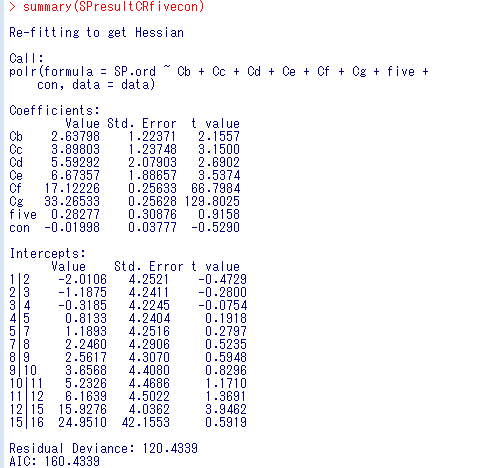 > summary(SPresultCRfivecon)
Re-fitting to get Hessian
Call:
polr(formula = SP.ord ~ Cb + Cc + Cd + Ce + Cf + Cg + five +
con, data = data)
Coefficients:
Value Std. Error t value
Cb 2.63798 1.22371 2.1557
Cc 3.89803 1.23748 3.1500
Cd 5.59292 2.07903 2.6902
Ce 6.67357 1.88657 3.5374
Cf 17.12226 0.25633 66.7984
Cg 33.26533 0.25628 129.8025
five 0.28277 0.30876 0.9158
con -0.01998 0.03777 -0.5290
Intercepts:
Value Std. Error t value
1|2 -2.0106 4.2521 -0.4729
2|3 -1.1875 4.2411 -0.2800
3|4 -0.3185 4.2245 -0.0754
4|5 0.8133 4.2404 0.1918
5|7 1.1893 4.2516 0.2797
7|8 2.2460 4.2906 0.5235
8|9 2.5617 4.3070 0.5948
9|10 3.6568 4.4080 0.8296
10|11 5.2326 4.4686 1.1710
11|12 6.1639 4.5022 1.3691
12|15 15.9276 4.0362 3.9462
15|16 24.9510 42.1553 0.5919
Residual Deviance: 120.4339
AIC: 160.4339